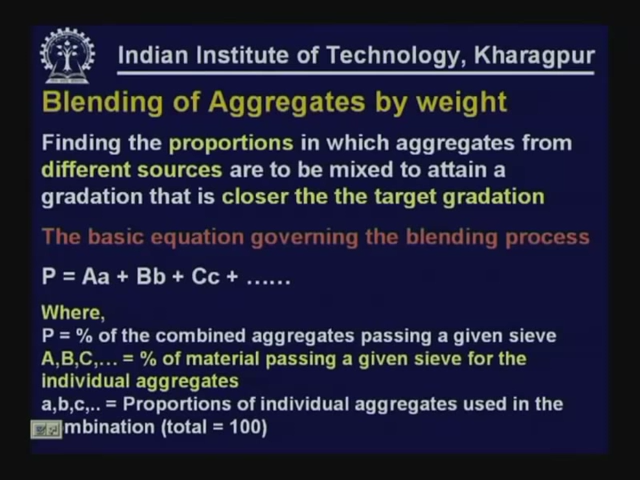 Indian Institute of Technology, Kharagpur
Blending of Aggregates by weight
Finding the proportions in which aggregates from
different sources are to be mixed to attain a
gradation that is closer the the target gradation
The basic equation governing the blending process
P = Aa + Bb + Cc + ......
Where,
P = % of the combined aggregates passing a given sieve
A,B,C,... = % of material passing a given sieve for the
individual aggregates
a,b,c,.. = Proportions of individual aggregates used in the
mbination (total = 100)